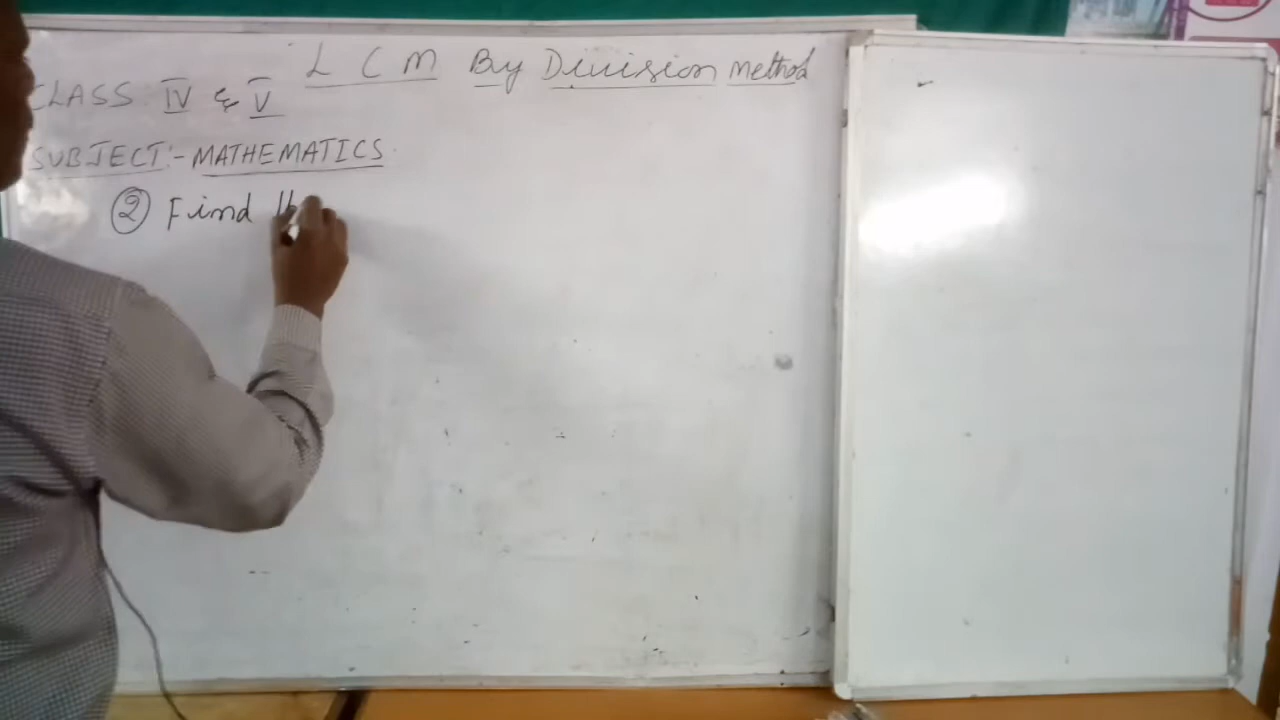 L C M By Division Method
CLASS IV & V
SUBJECT:- MATHEMATICS
② Find